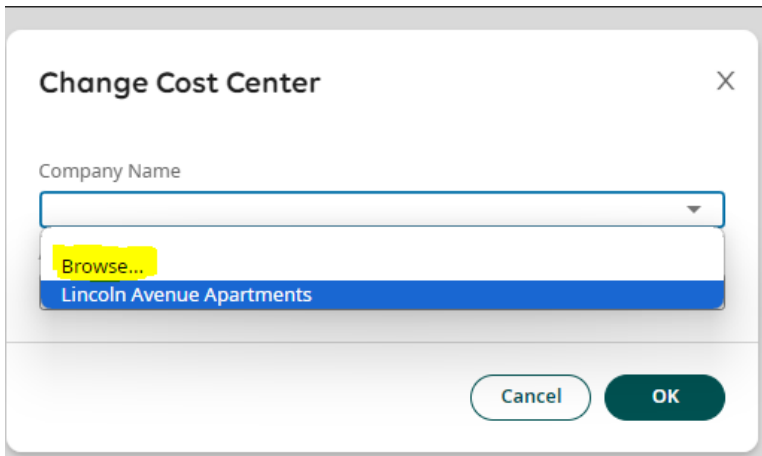 Change Cost Center
X
Company Name
Browse...
Lincoln Avenue Apartments
Cancel
OK